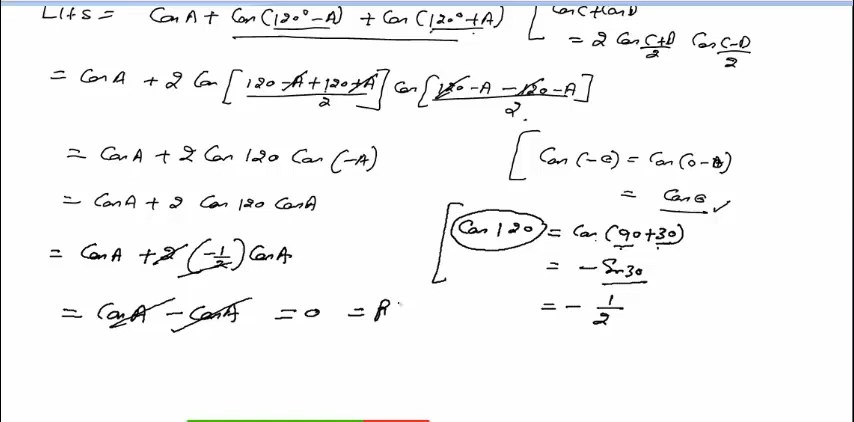 LHS = Cos A + Cos (120° - A) + Cos (120° + A) [ Cos C + Cos D
= 2 Cos C+D/2 Cos C-D/2
= Cos A + 2 Cos [ 120 - A + 120 + A / 2 ] Cos [ 120 - A - 120 - A / 2 ]
= Cos A + 2 Cos 120 Cos (-A)
[ Cos (-θ) = Cos (0 - θ)
= Cos θ ✓
= Cos A + 2 Cos 120 Cos A
[ Cos 120 = Cos (90 + 30)
= Cos A + 2 (-1/2) Cos A
= - Sin 30
= Cos A - Cos A = 0 = R
= - 1/2